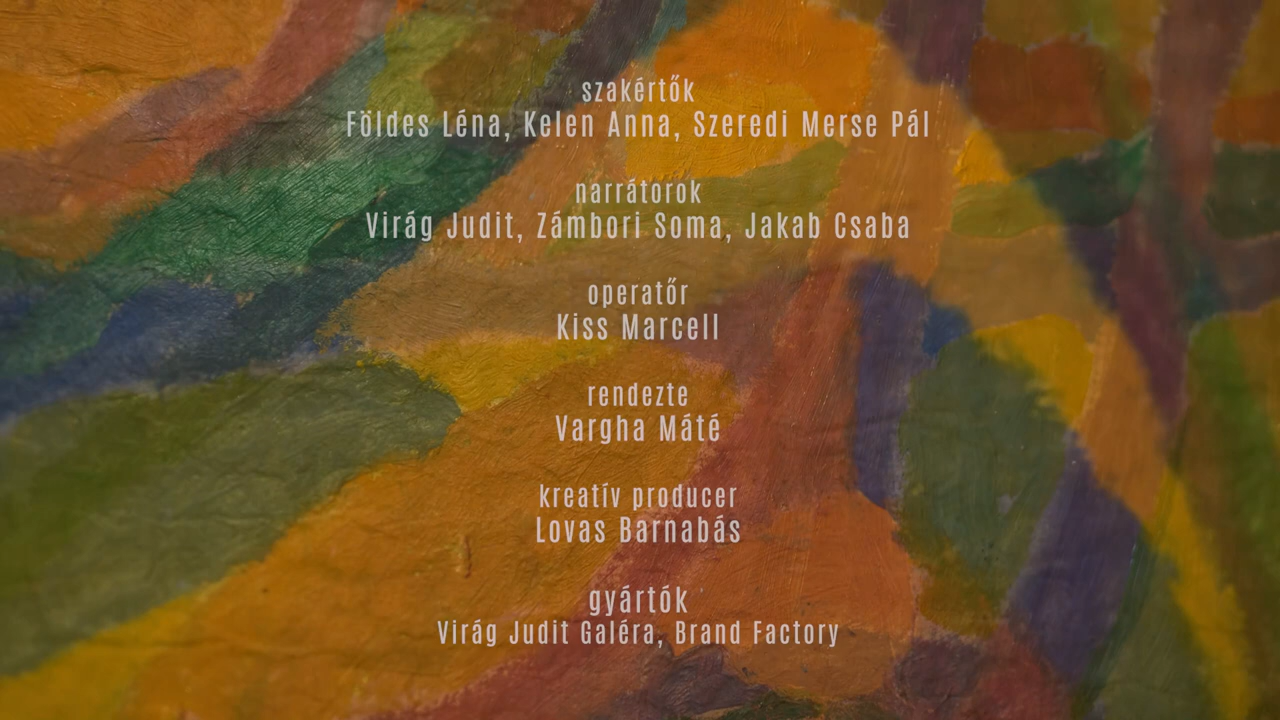 szakértők
Földes Léna, Kelen Anna, Szeredi Merse Pál
narrátorok
Virág Judit, Zámbori Soma, Jakab Csaba
operatőr
Kiss Marcell
rendezte
Vargha Máté
kreatív producer
Lovas Barnabás
gyártók
Virág Judit Galéra, Brand Factory